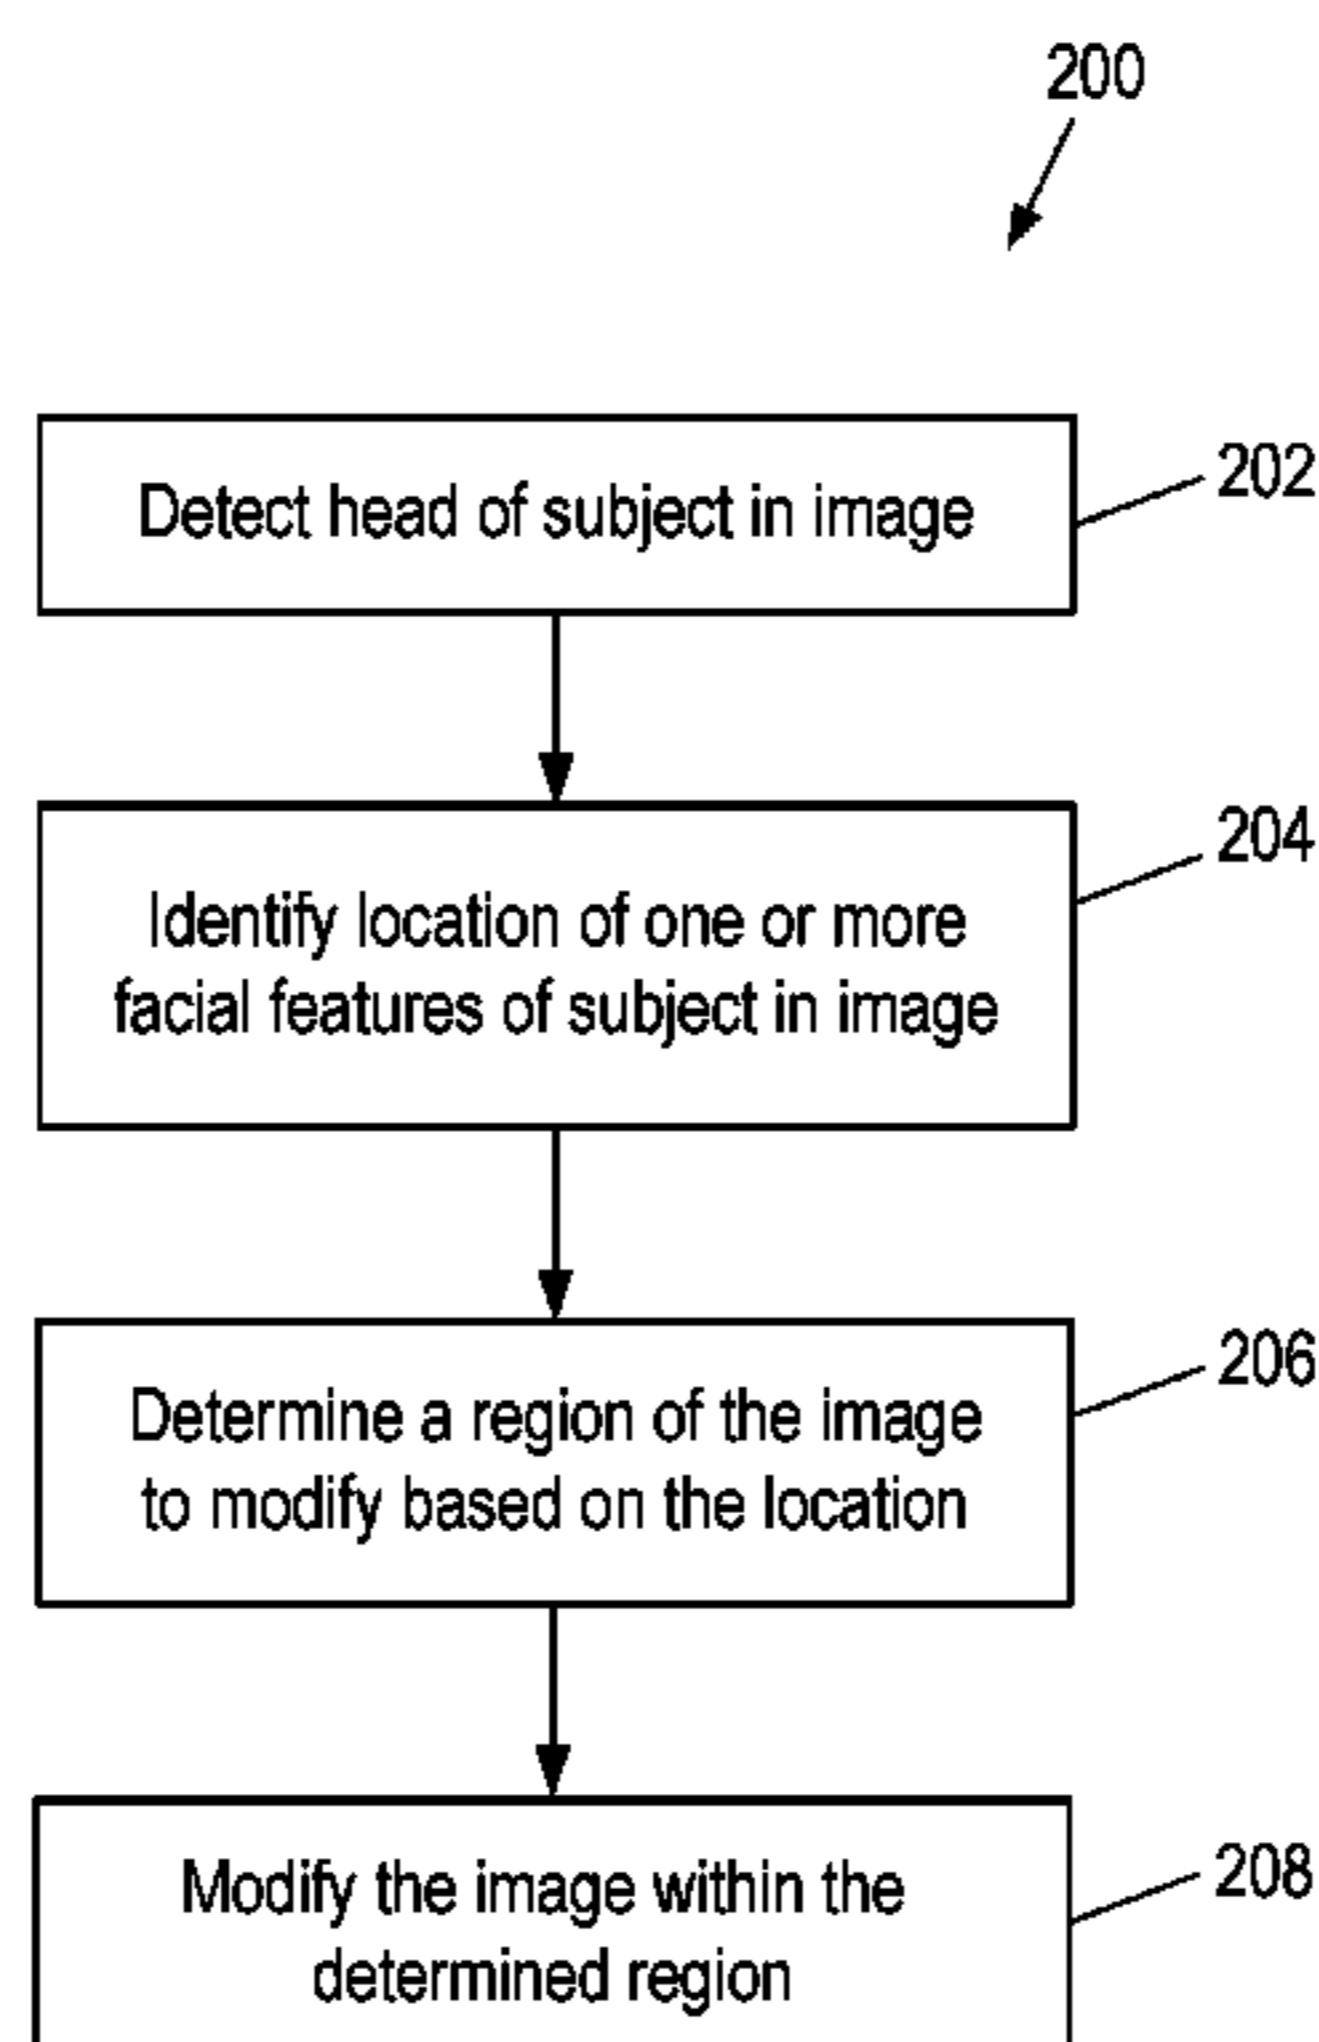 200
Detect head of subject in image
202
Identify location of one or more
facial features of subject in image
204
Determine a region of the image
to modify based on the location
206
Modify the image within the
determined region
208